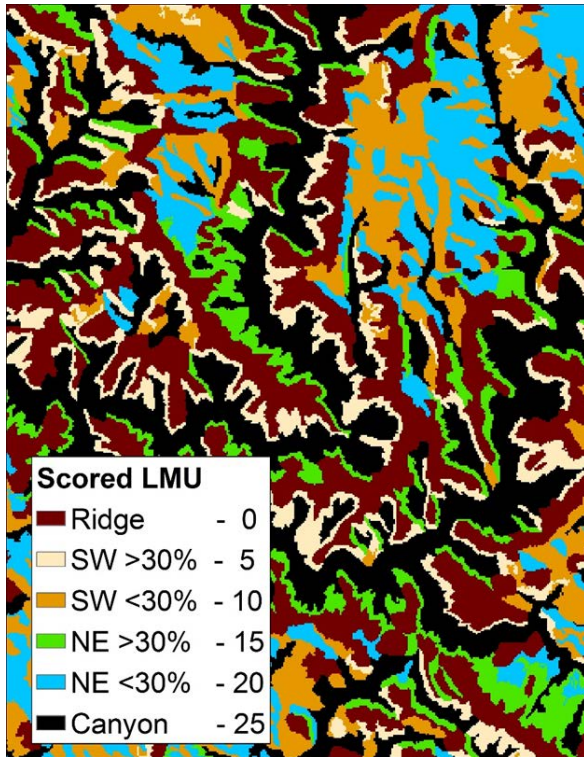 Scored LMU
Ridge - 0
SW >30% - 5
SW <30% - 10
NE >30% - 15
NE <30% - 20
Canyon - 25